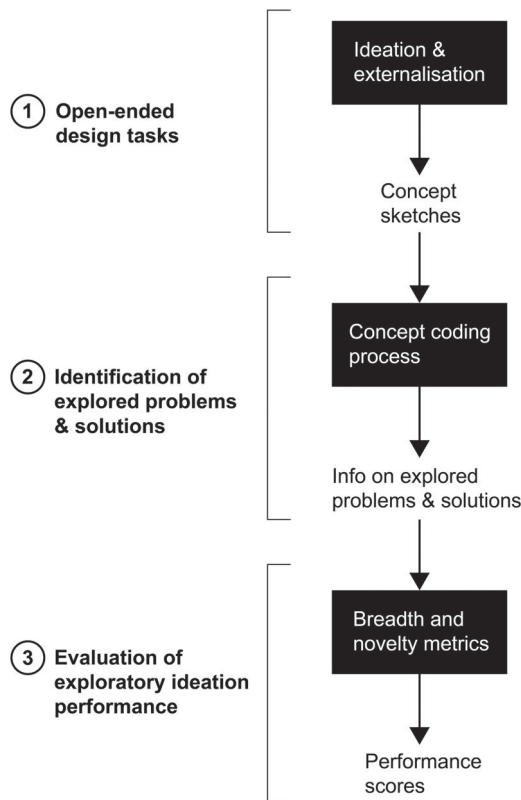 1 Open-ended
design tasks
Ideation &
externalisation
Concept
sketches
2 Identification of
explored problems
& solutions
Concept coding
process
Info on explored
problems & solutions
3 Evaluation of
exploratory ideation
performance
Breadth and
novelty metrics
Performance
scores